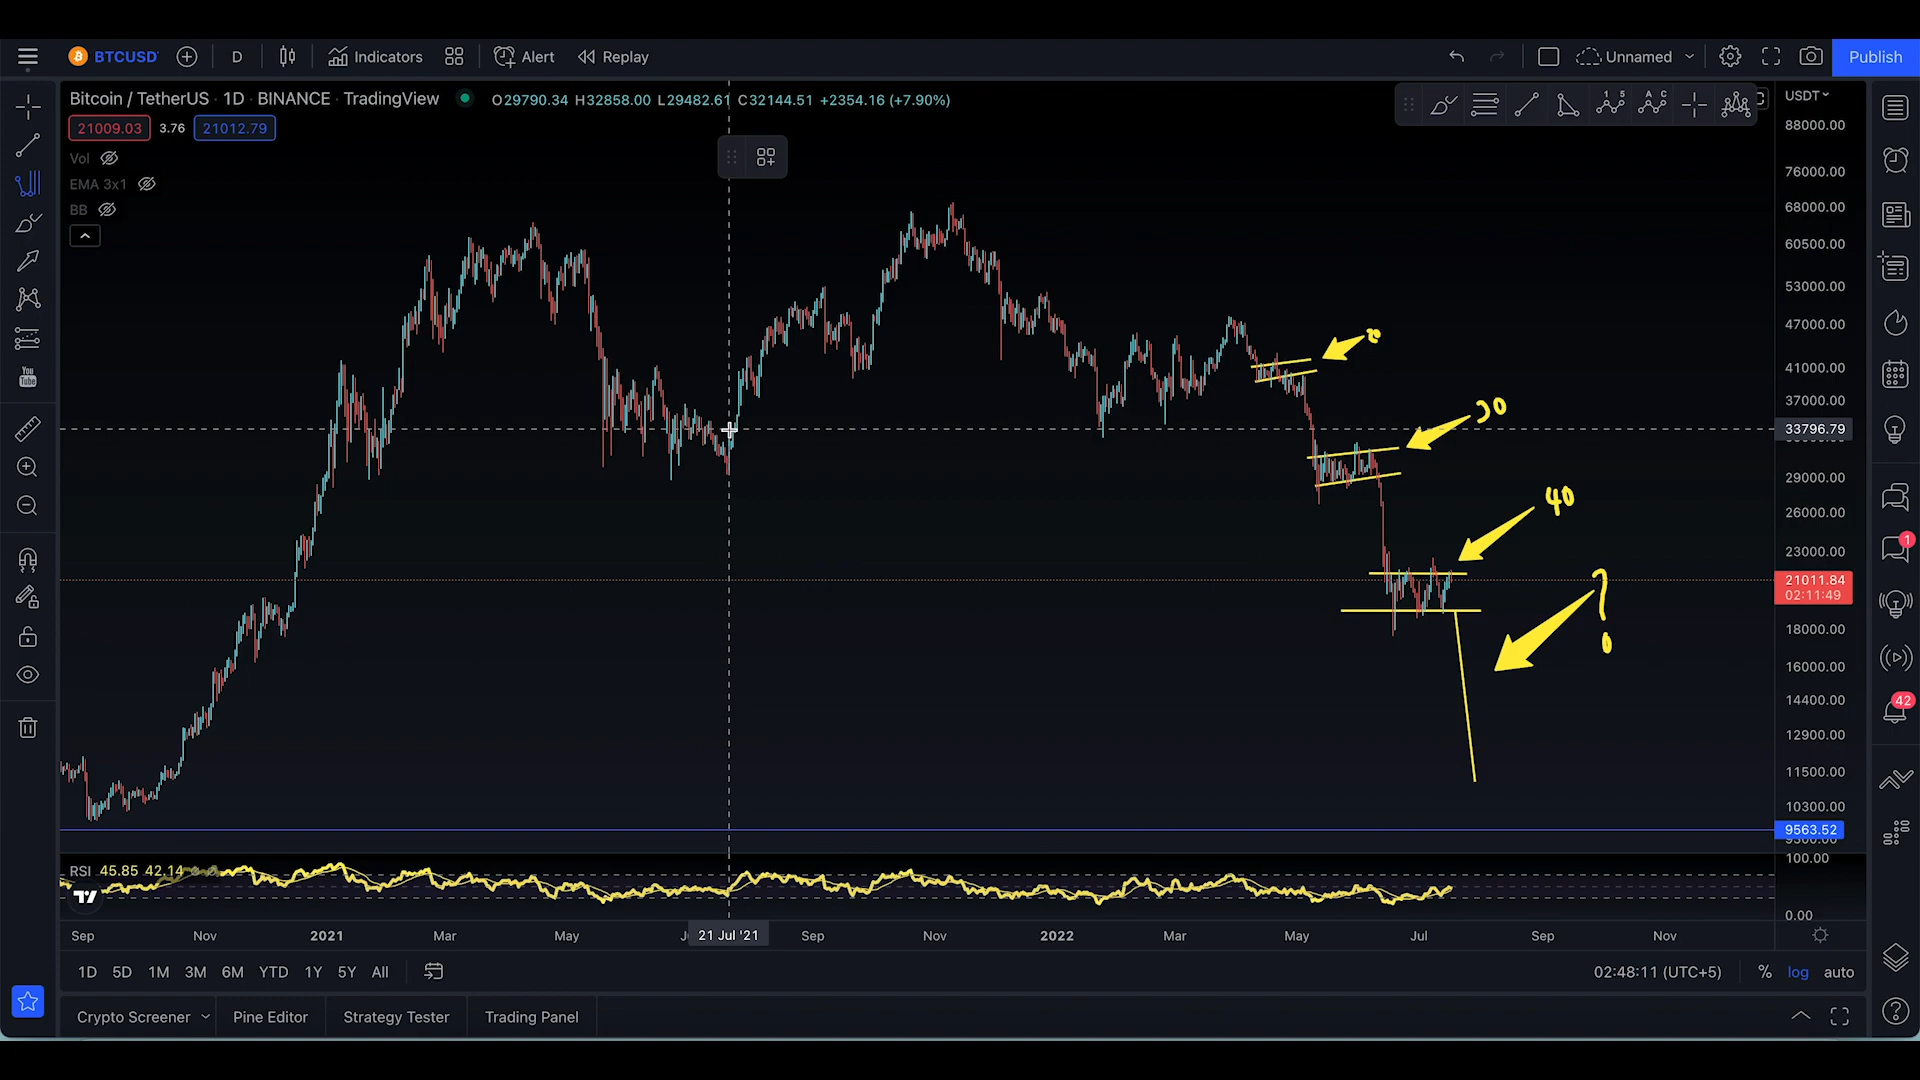 BTCUSD D Indicators Alert Replay Unnamed Publish
Bitcoin / TetherUS · 1D · BINANCE · TradingView O29790.34 H32858.00 L29482.61 C32144.51 +2354.16 (+7.90%)
21009.03 3.76 21012.79
Vol
EMA 3x1
BB
1 5
A C
USDT
88000.00
76000.00
68000.00
60500.00
53000.00
47000.00
41000.00
37000.00
33796.79
29000.00
26000.00
23000.00
21011.84
02:11:49
18000.00
16000.00
14400.00
12900.00
11500.00
10300.00
9563.52
30
40
?
You
Tube
1
42
RSI 45.85 42.14
100.00
0.00
Sep Nov 2021 Mar May 21 Jul '21 Sep Nov 2022 Mar May Jul Sep Nov
1D 5D 1M 3M 6M YTD 1Y 5Y All 02:48:11 (UTC+5) % log auto
Crypto Screener Pine Editor Strategy Tester Trading Panel